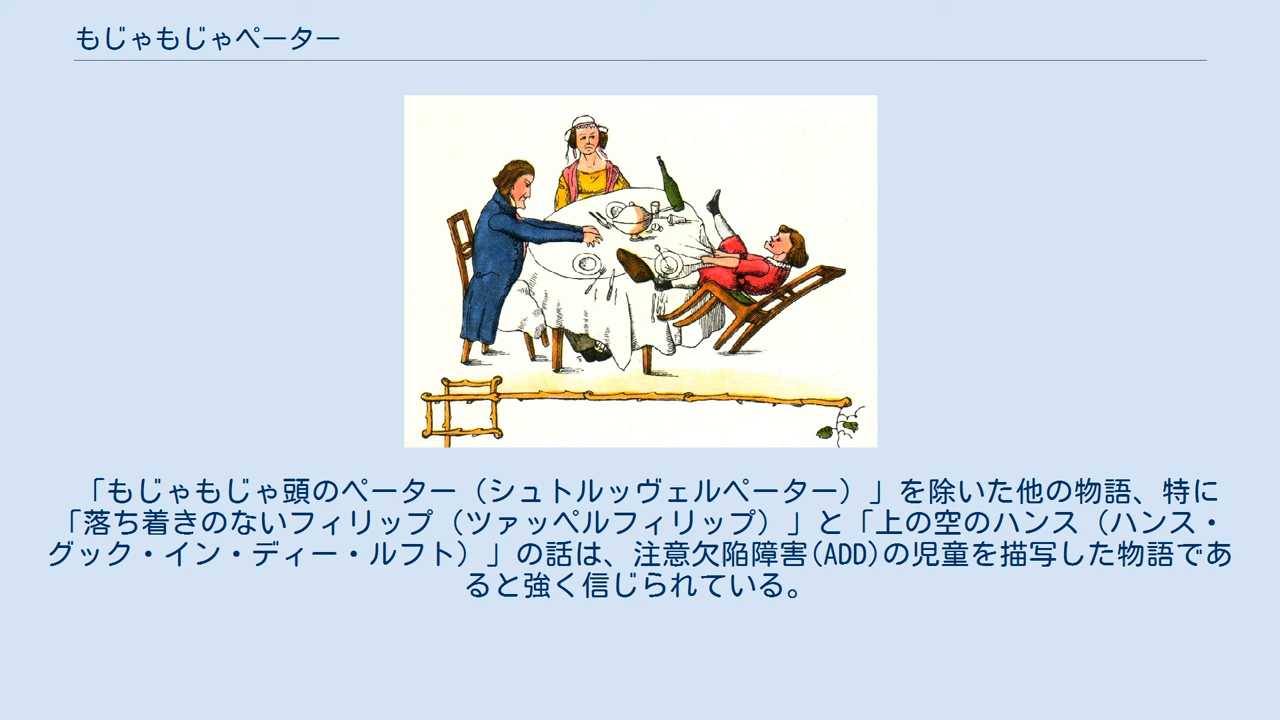 もじゃもじゃペーター
「もじゃもじゃ頭のペーター（シュトルッヴェルペーター）」を除いた他の物語、特に
「落ち着きのないフィリップ（ツァッペルフィリップ）」と「上の空のハンス（ハンス・
グック・イン・ディー・ルフト）」の話は、注意欠陥障害(ADD)の児童を描写した物語であ
ると強く信じられている。